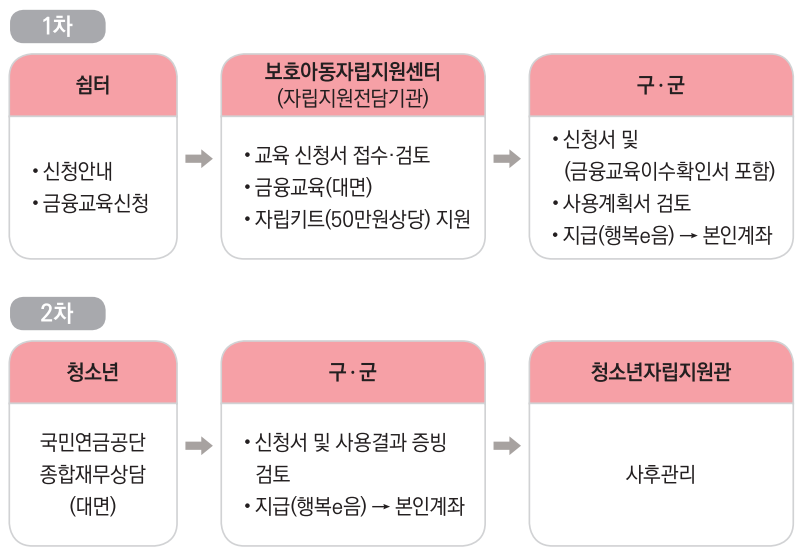 1차
쉼터
• 신청안내
• 금융교육신청
보호아동자립지원센터
(자립지원전담기관)
• 교육 신청서 접수·검토
• 금융교육(대면)
• 자립키트(50만원상당) 지원
구·군
• 신청서 및
(금융교육이수확인서 포함)
• 사용계획서 검토
• 지급(행복e음) → 본인계좌
2차
청소년
국민연금공단
종합재무상담
(대면)
구·군
• 신청서 및 사용결과 증빙
검토
• 지급(행복e음) → 본인계좌
청소년자립지원관
사후관리